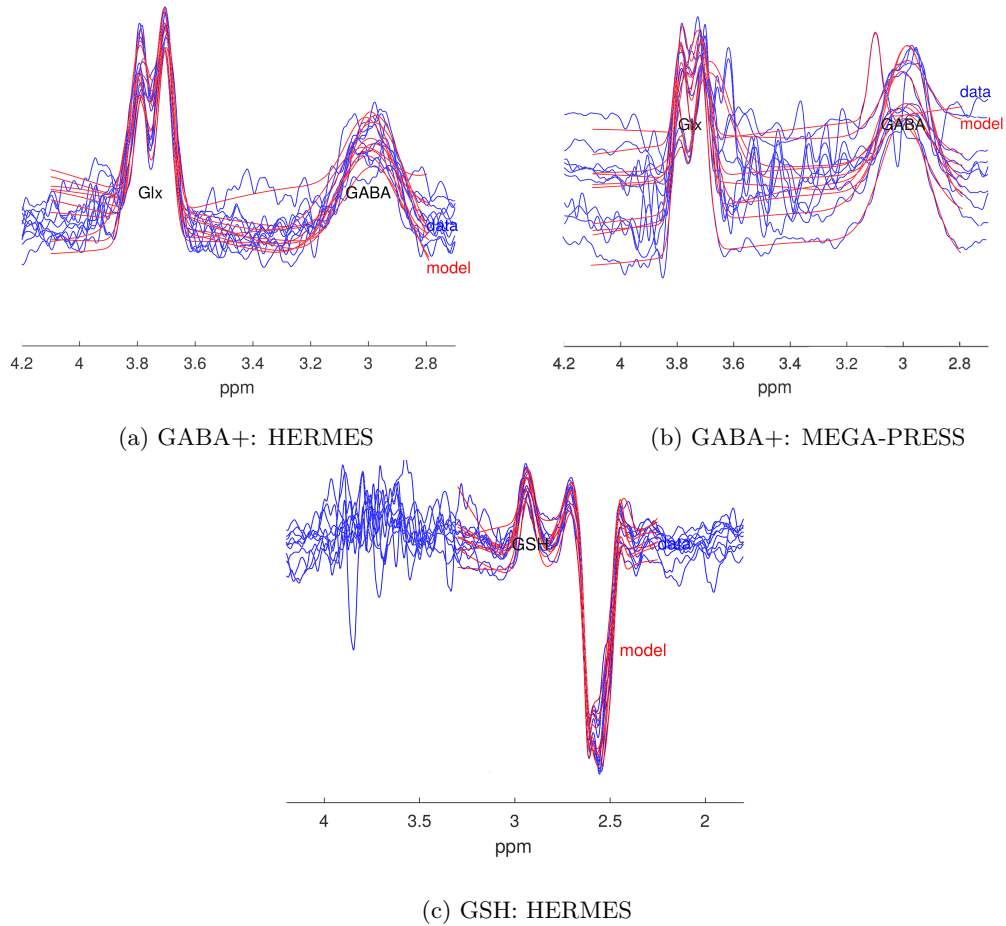 Glx
GABA
data
model
4.2 4 3.8 3.6 3.4 3.2 3 2.8
ppm
(a) GABA+: HERMES
data
Glx
GABA
model
4.2 4 3.8 3.6 3.4 3.2 3 2.8
ppm
(b) GABA+: MEGA-PRESS
GSH
data
model
4 3.5 3 2.5 2
ppm
(c) GSH: HERMES